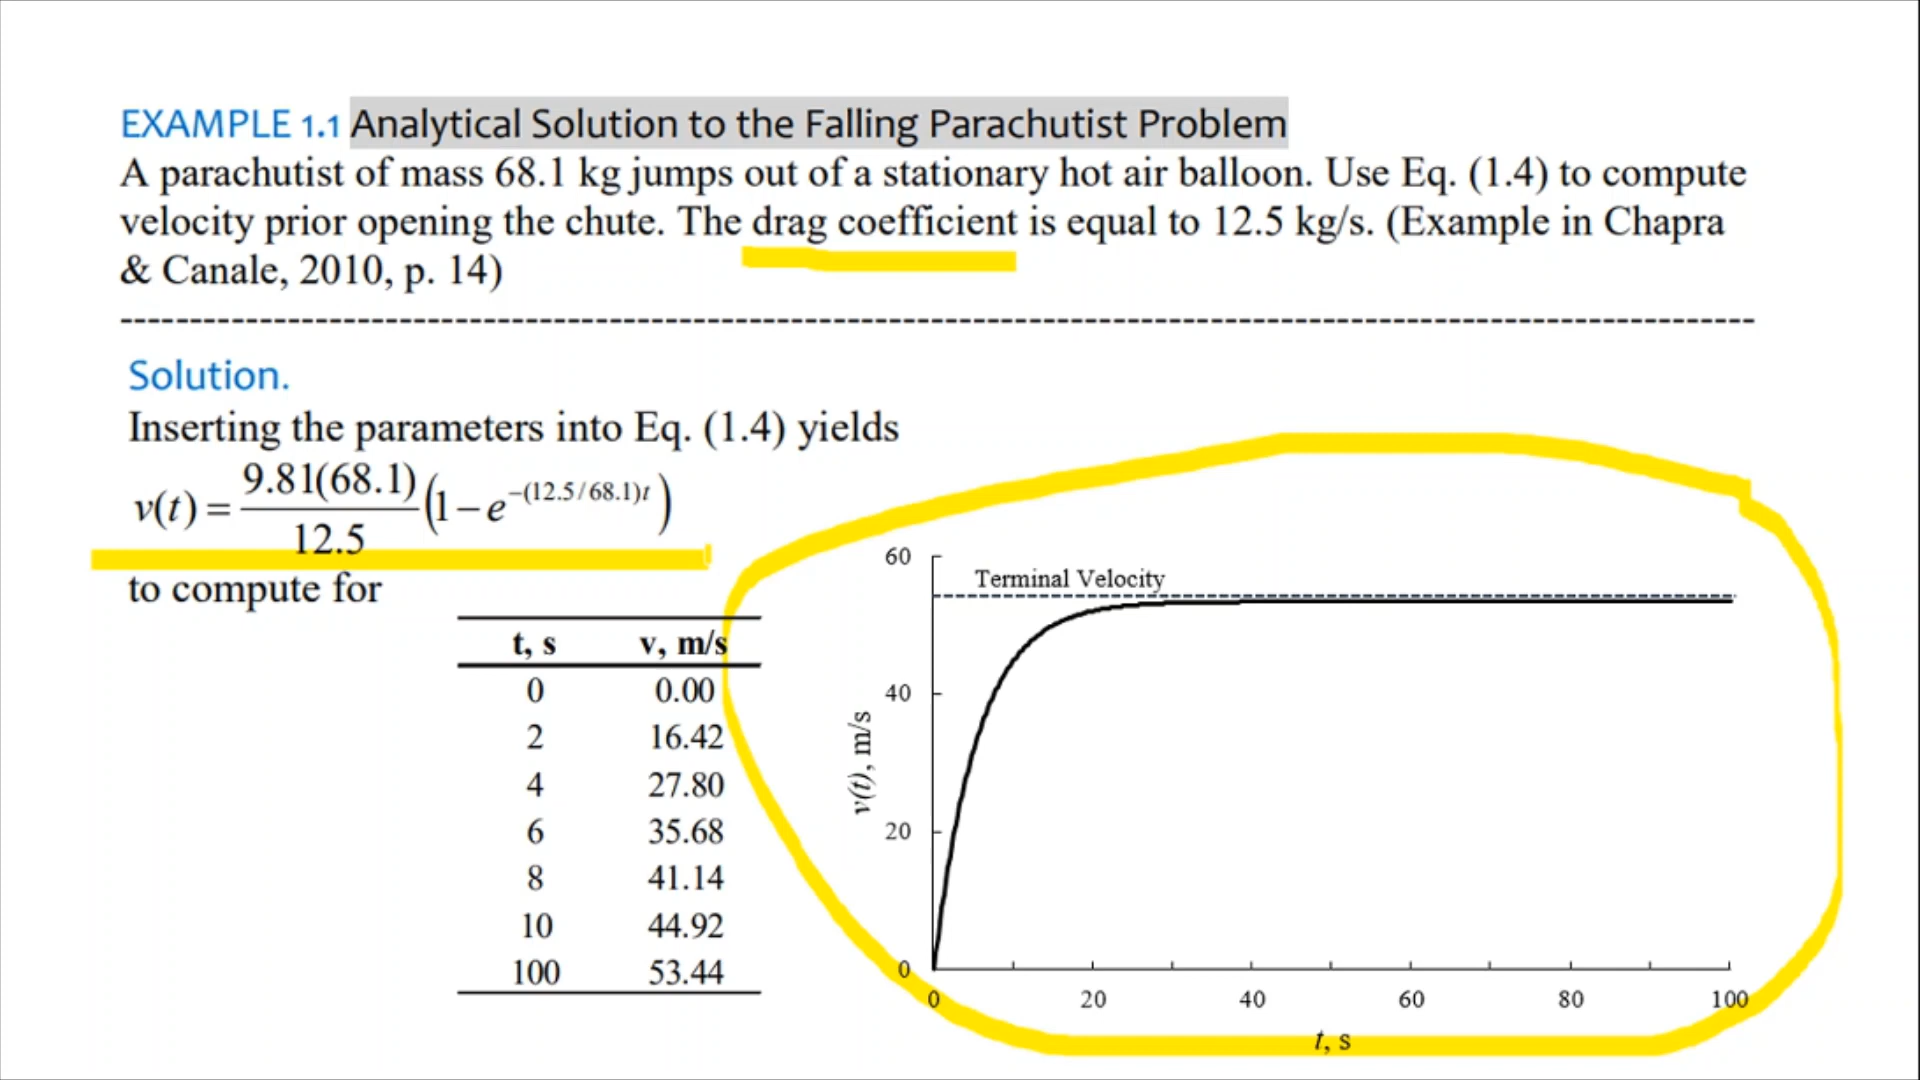 EXAMPLE 1.1 Analytical Solution to the Falling Parachutist Problem
A parachutist of mass 68.1 kg jumps out of a stationary hot air balloon. Use Eq. (1.4) to compute
velocity prior opening the chute. The drag coefficient is equal to 12.5 kg/s. (Example in Chapra
& Canale, 2010, p. 14)
--------------------------------------------------------------------------------
Solution.
Inserting the parameters into Eq. (1.4) yields
v(t) = 9.81(68.1)/12.5 (1 − e^−(12.5/68.1)t)
to compute for
t, s v, m/s
0 0.00
2 16.42
4 27.80
6 35.68
8 41.14
10 44.92
100 53.44
60
Terminal Velocity
40
v(t), m/s
20
0
0 20 40 60 80 100
t, s